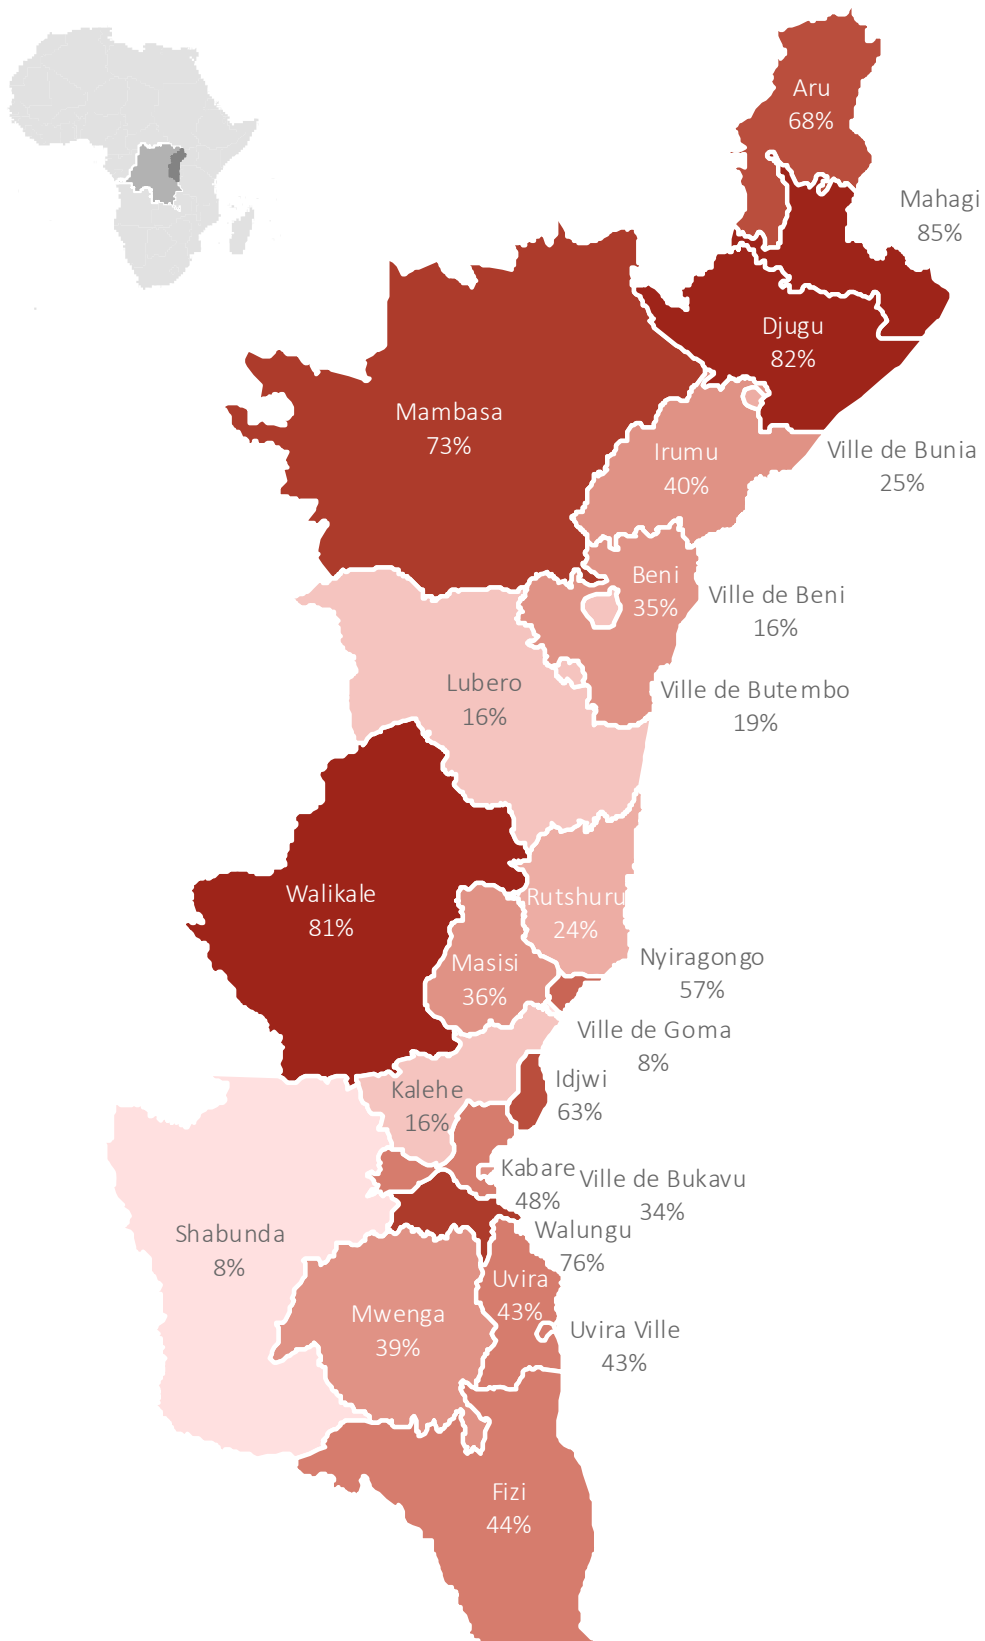 Aru
68%
Mahagi
85%
Djugu
82%
Mambasa
73%
Irumu
40%
Ville de Bunia
25%
Beni
35%
Ville de Beni
16%
Lubero
16%
Ville de Butembo
19%
Walikale
81%
Rutshuru
24%
Masisi
36%
Nyiragongo
57%
Ville de Goma
8%
Idjwi
63%
Kalehe
16%
Kabare
48%
Ville de Bukavu
34%
Walungu
76%
Shabunda
8%
Uvira
43%
Mwenga
39%
Uvira Ville
43%
Fizi
44%